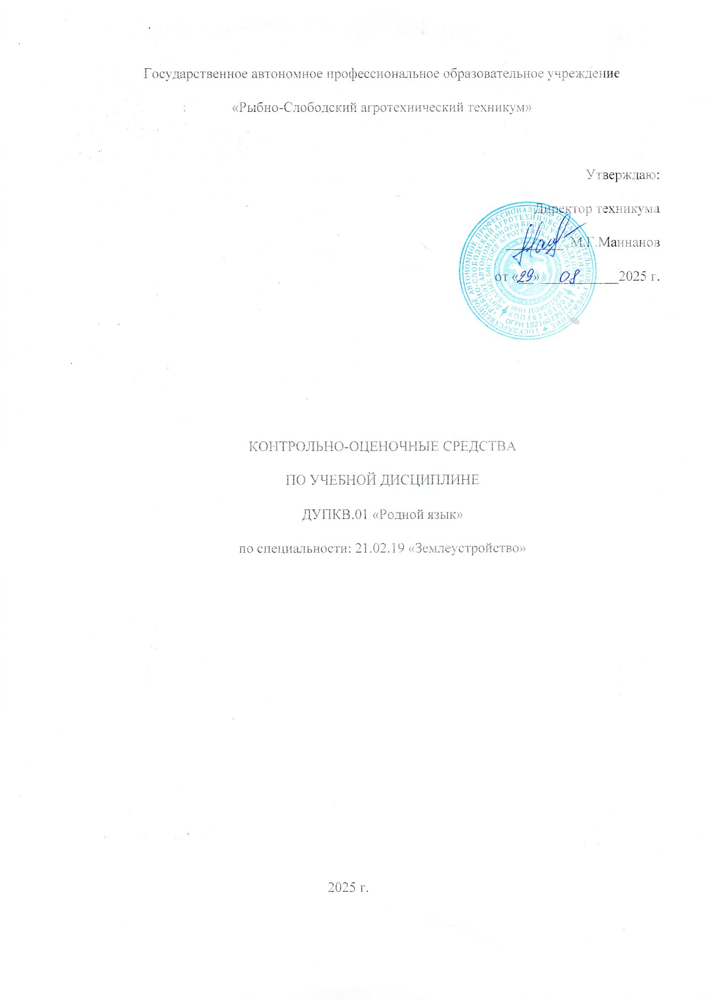 Государственное автономное профессиональное образовательное учреждение
«Рыбно-Слободский агротехнический техникум»
Утверждаю:
Директор техникума
________ М.Г.Маннанов
от «29» 08 2025 г.
ИНН 1634001599
КПП 163401001
ОГРН 1021607357144
КОНТРОЛЬНО-ОЦЕНОЧНЫЕ СРЕДСТВА
ПО УЧЕБНОЙ ДИСЦИПЛИНЕ
ДУПКВ.01 «Родной язык»
по специальности: 21.02.19 «Землеустройство»
2025 г.